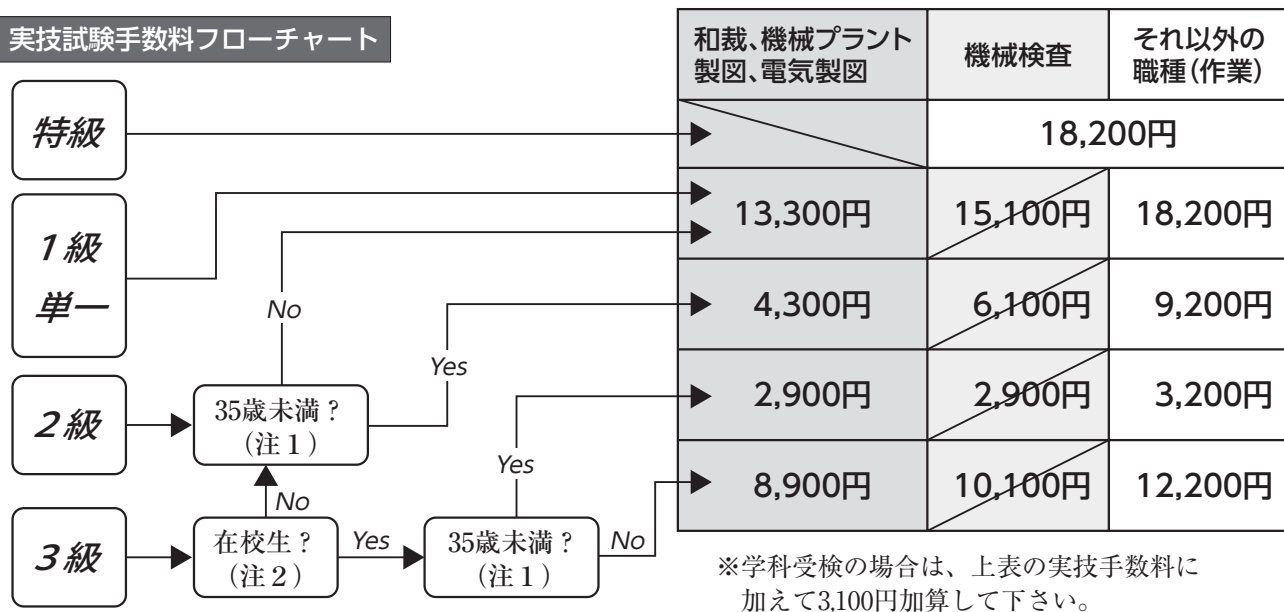 実技試験手数料フローチャート
和裁、機械プラント
製図、電気製図
機械検査
それ以外の
職種(作業)
特級
18,200円
1級
単一
13,300円
15,100円
18,200円
No
4,300円
6,100円
9,200円
Yes
2級
35歳未満?
(注1)
2,900円
2,900円
3,200円
Yes
No
8,900円
10,100円
12,200円
3級
在校生?
(注2)
Yes
35歳未満?
(注1)
No
※学科受検の場合は、上表の実技手数料に
加えて3,100円加算して下さい。